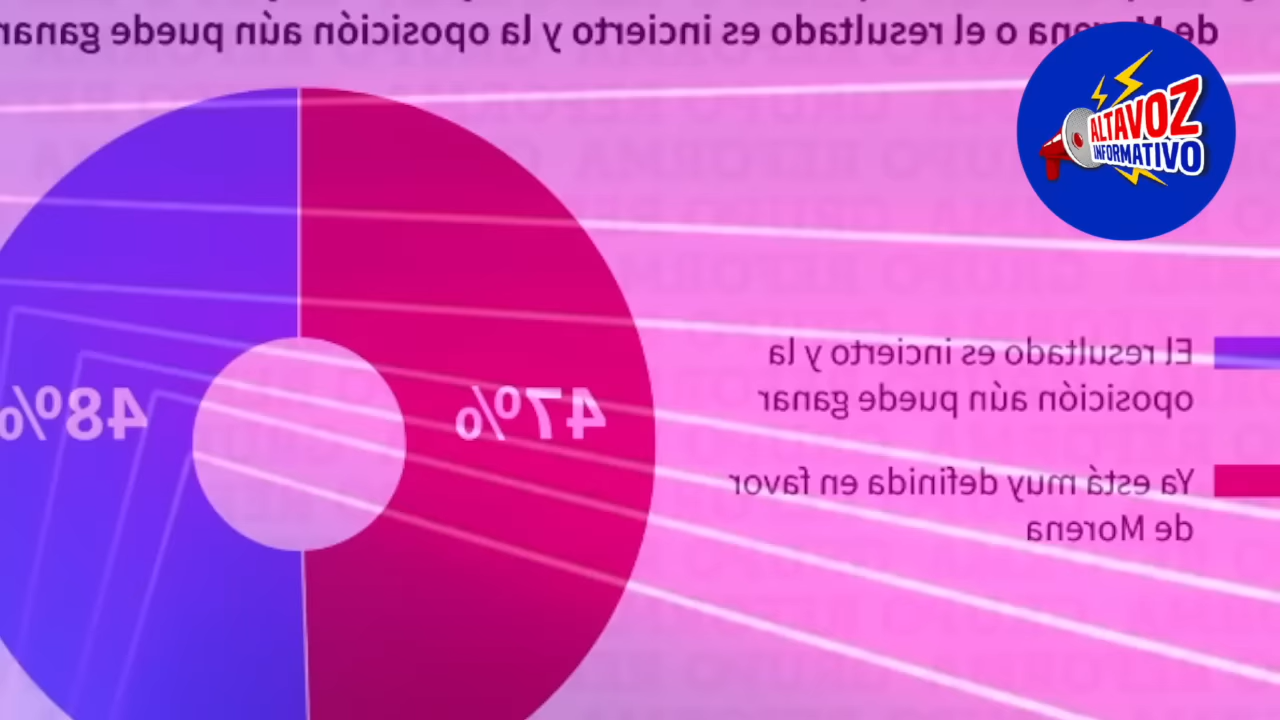 de Morena o el resultado es incierto y la oposición aún puede ganar
ALTAVOZ
INFORMATIVO
48%
47%
El resultado es incierto y la
oposición aún puede ganar
Ya está muy definida en favor
de Morena